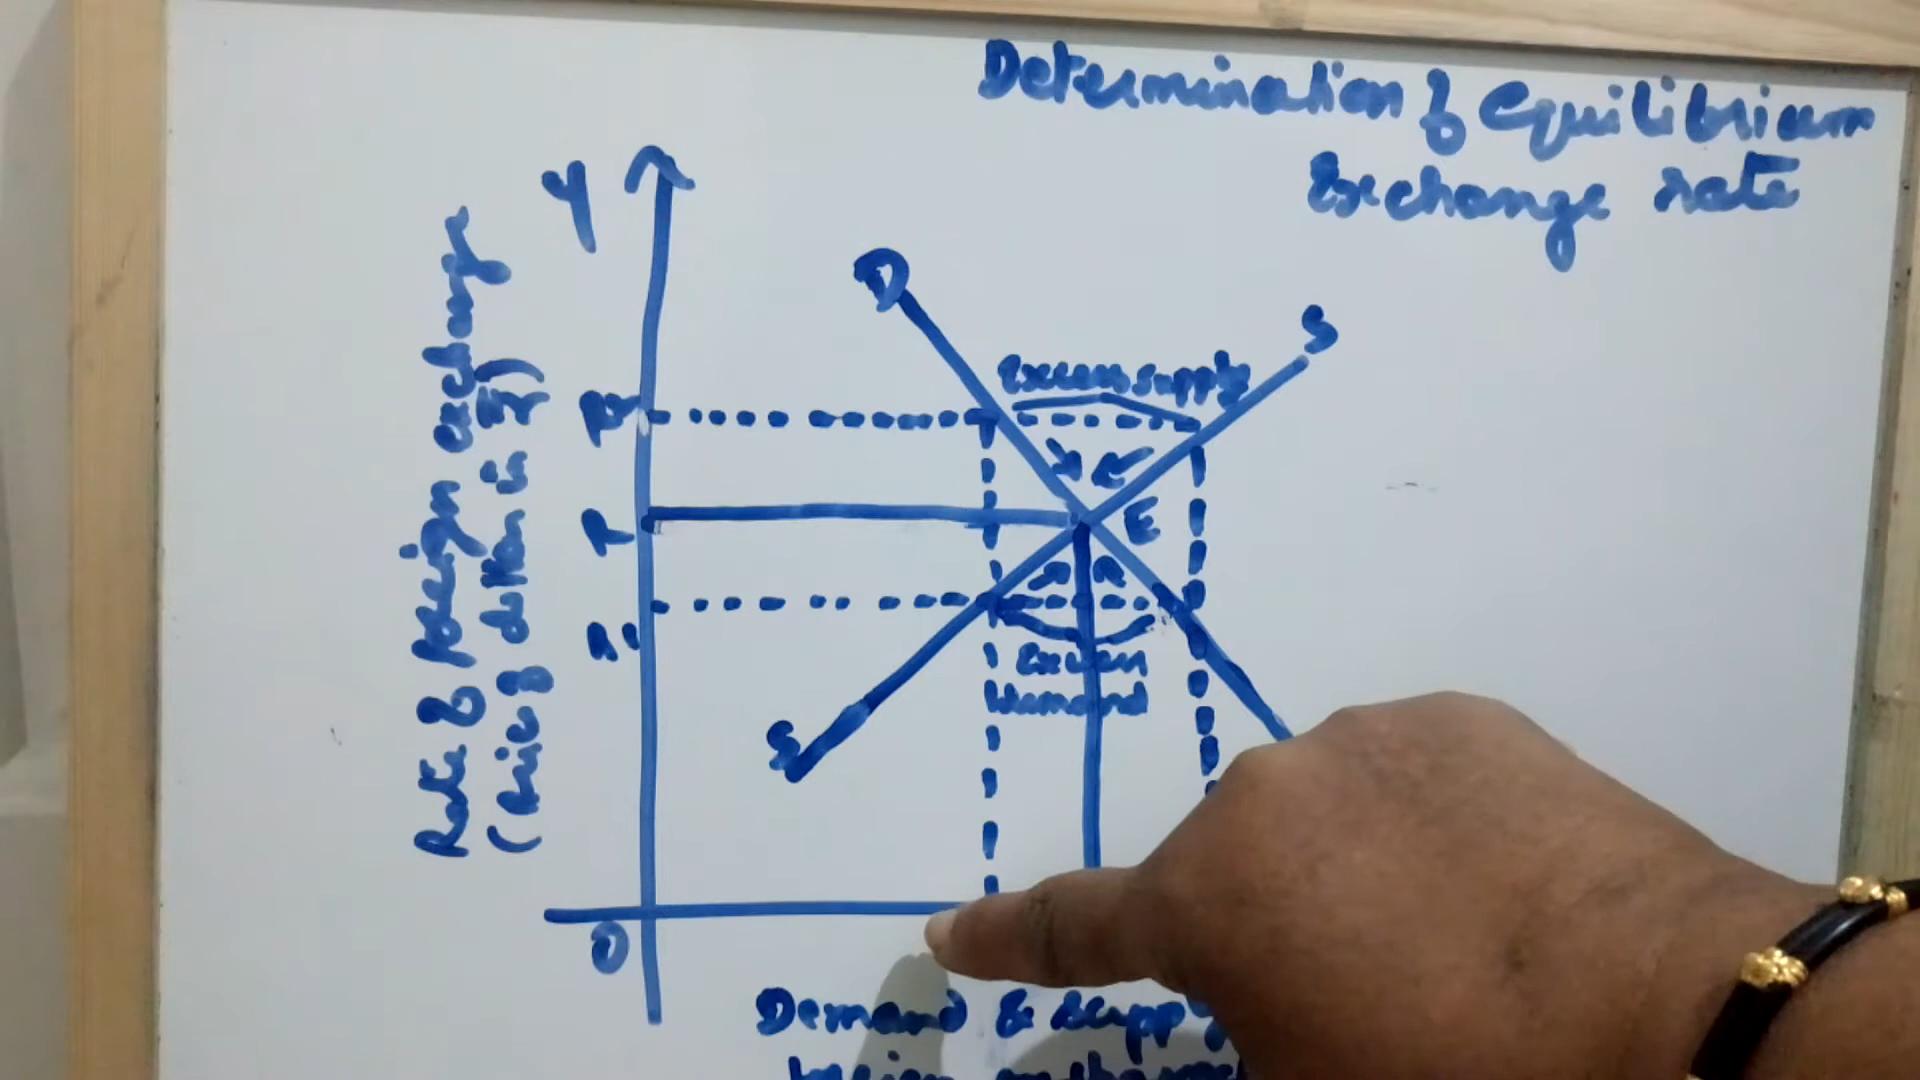 Determination of equilibrium
Exchange rate
Y
Rate of foreign exchange
(Price of dollar in ₹)
D
S
Excess supply
P
E
P1
Excess
demand
S
O
Demand & supply